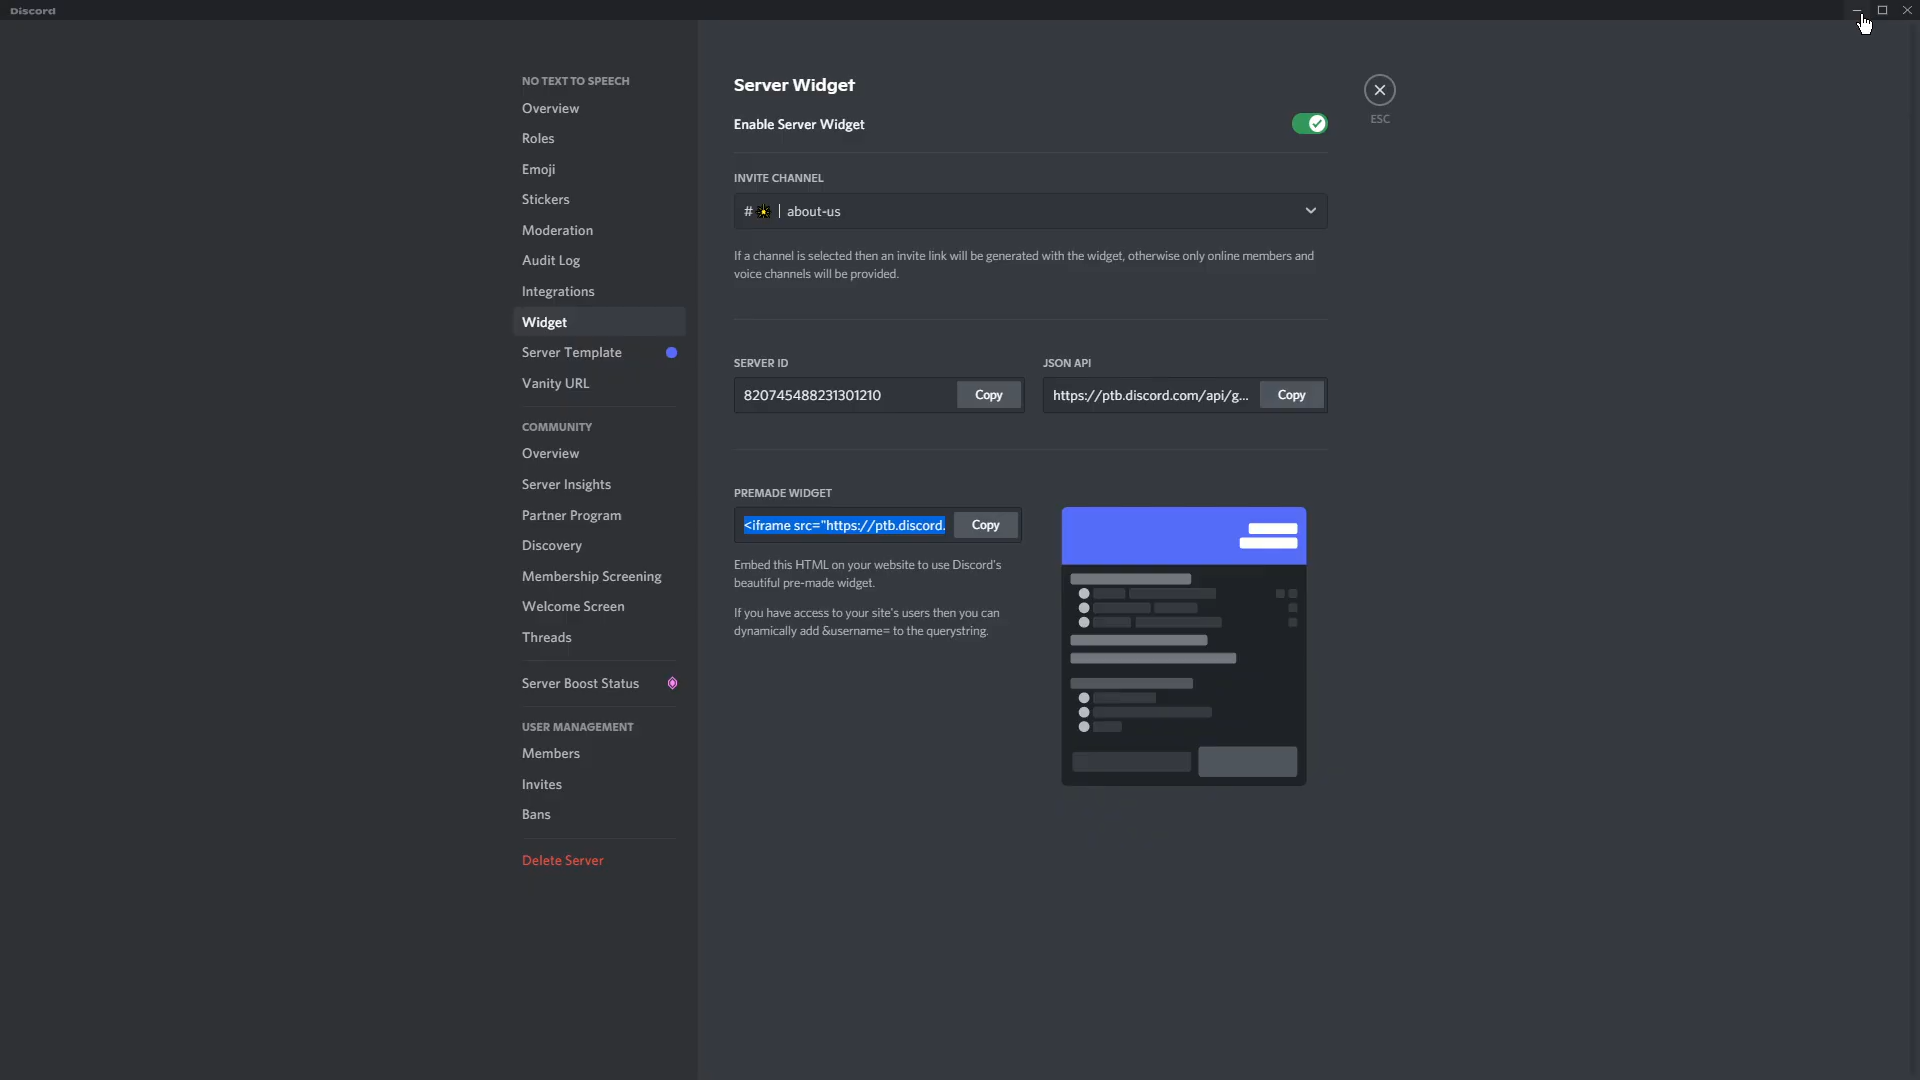 Discord
NO TEXT TO SPEECH
Overview
Roles
Emoji
Stickers
Moderation
Audit Log
Integrations
Widget
Server Template
Vanity URL
COMMUNITY
Overview
Server Insights
Partner Program
Discovery
Membership Screening
Welcome Screen
Threads
Server Boost Status
USER MANAGEMENT
Members
Invites
Bans
Delete Server
Server Widget
Enable Server Widget
ESC
INVITE CHANNEL
# | about-us
If a channel is selected then an invite link will be generated with the widget, otherwise only online members and
voice channels will be provided.
SERVER ID
820745488231301210 Copy
JSON API
https://ptb.discord.com/api/g... Copy
PREMADE WIDGET
<iframe src="https://ptb.discord. Copy
Embed this HTML on your website to use Discord's
beautiful pre-made widget.
If you have access to your site's users then you can
dynamically add &username= to the querystring.